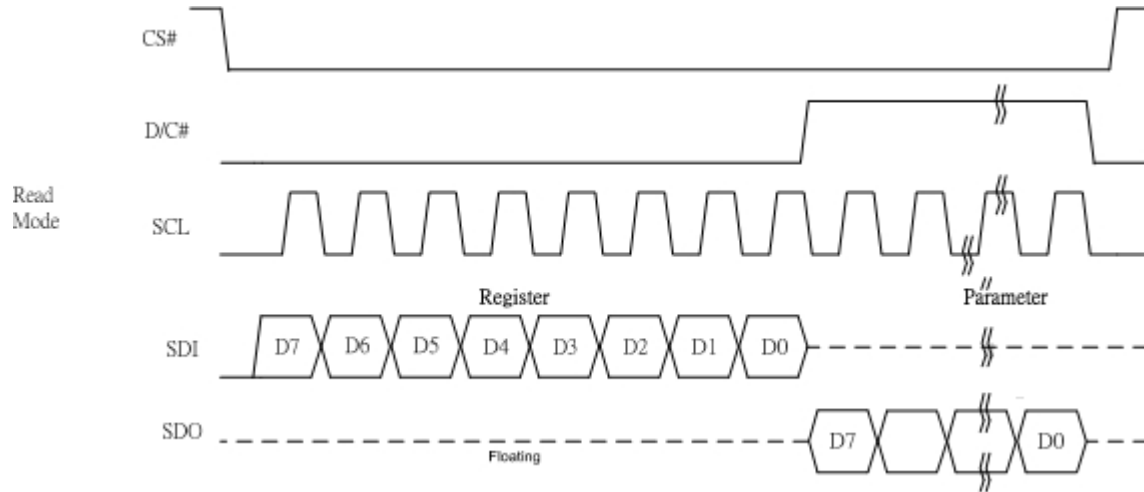 CS#
D/C#
Read
Mode
SCL
Register
Parameter
SDI
D7 D6 D5 D4 D3 D2 D1 D0
SDO
Floating
D7 D0